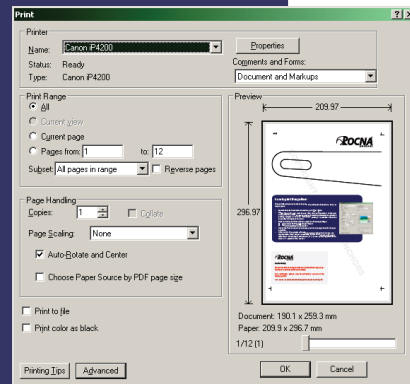 Print
Printer
Name: Canon iP4200
Properties
Status: Ready
Comments and Forms:
Type: Canon iP4200
Document and Markups
Print Range
All
Current view
Current page
Pages from: 1 to: 12
Subset: All pages in range
Reverse pages
Page Handling
Copies: 1
Collate
Page Scaling: None
Auto-Rotate and Center
Choose Paper Source by PDF page size
Print to file
Print color as black
Printing Tips
Advanced
Preview
209.97
ROCNA
296.97
ROCNA
Document: 190.1 x 259.3 mm
Paper: 209.9 x 296.7 mm
1/12 (1)
OK
Cancel